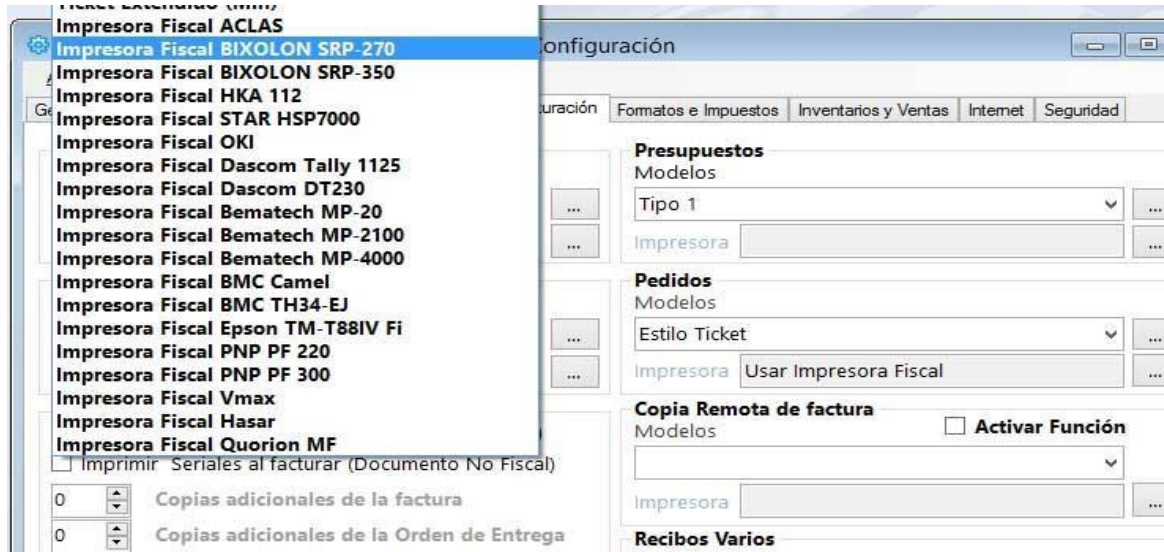 Ticket Extendido (Mm)
Impresora Fiscal ACLAS
Impresora Fiscal BIXOLON SRP-270
Impresora Fiscal BIXOLON SRP-350
Impresora Fiscal HKA 112
Impresora Fiscal STAR HSP7000
Impresora Fiscal OKI
Impresora Fiscal Dascom Tally 1125
Impresora Fiscal Dascom DT230
Impresora Fiscal Bematech MP-20
Impresora Fiscal Bematech MP-2100
Impresora Fiscal Bematech MP-4000
Impresora Fiscal BMC Camel
Impresora Fiscal BMC TH34-EJ
Impresora Fiscal Epson TM-T88IV Fi
Impresora Fiscal PNP PF 220
Impresora Fiscal PNP PF 300
Impresora Fiscal Vmax
Impresora Fiscal Hasar
Impresora Fiscal Quorion MF
Imprimir Seriales al facturar (Documento No Fiscal)
0 Copias adicionales de la factura
0 Copias adicionales de la Orden de Entrega
onfiguración
uración Formatos e Impuestos Inventarios y Ventas Internet Seguridad
Presupuestos
Modelos
Tipo 1 ...
Impresora ...
Pedidos
Modelos
Estilo Ticket ...
Impresora Usar Impresora Fiscal ...
Copia Remota de factura
Modelos Activar Función
Impresora ...
Recibos Varios